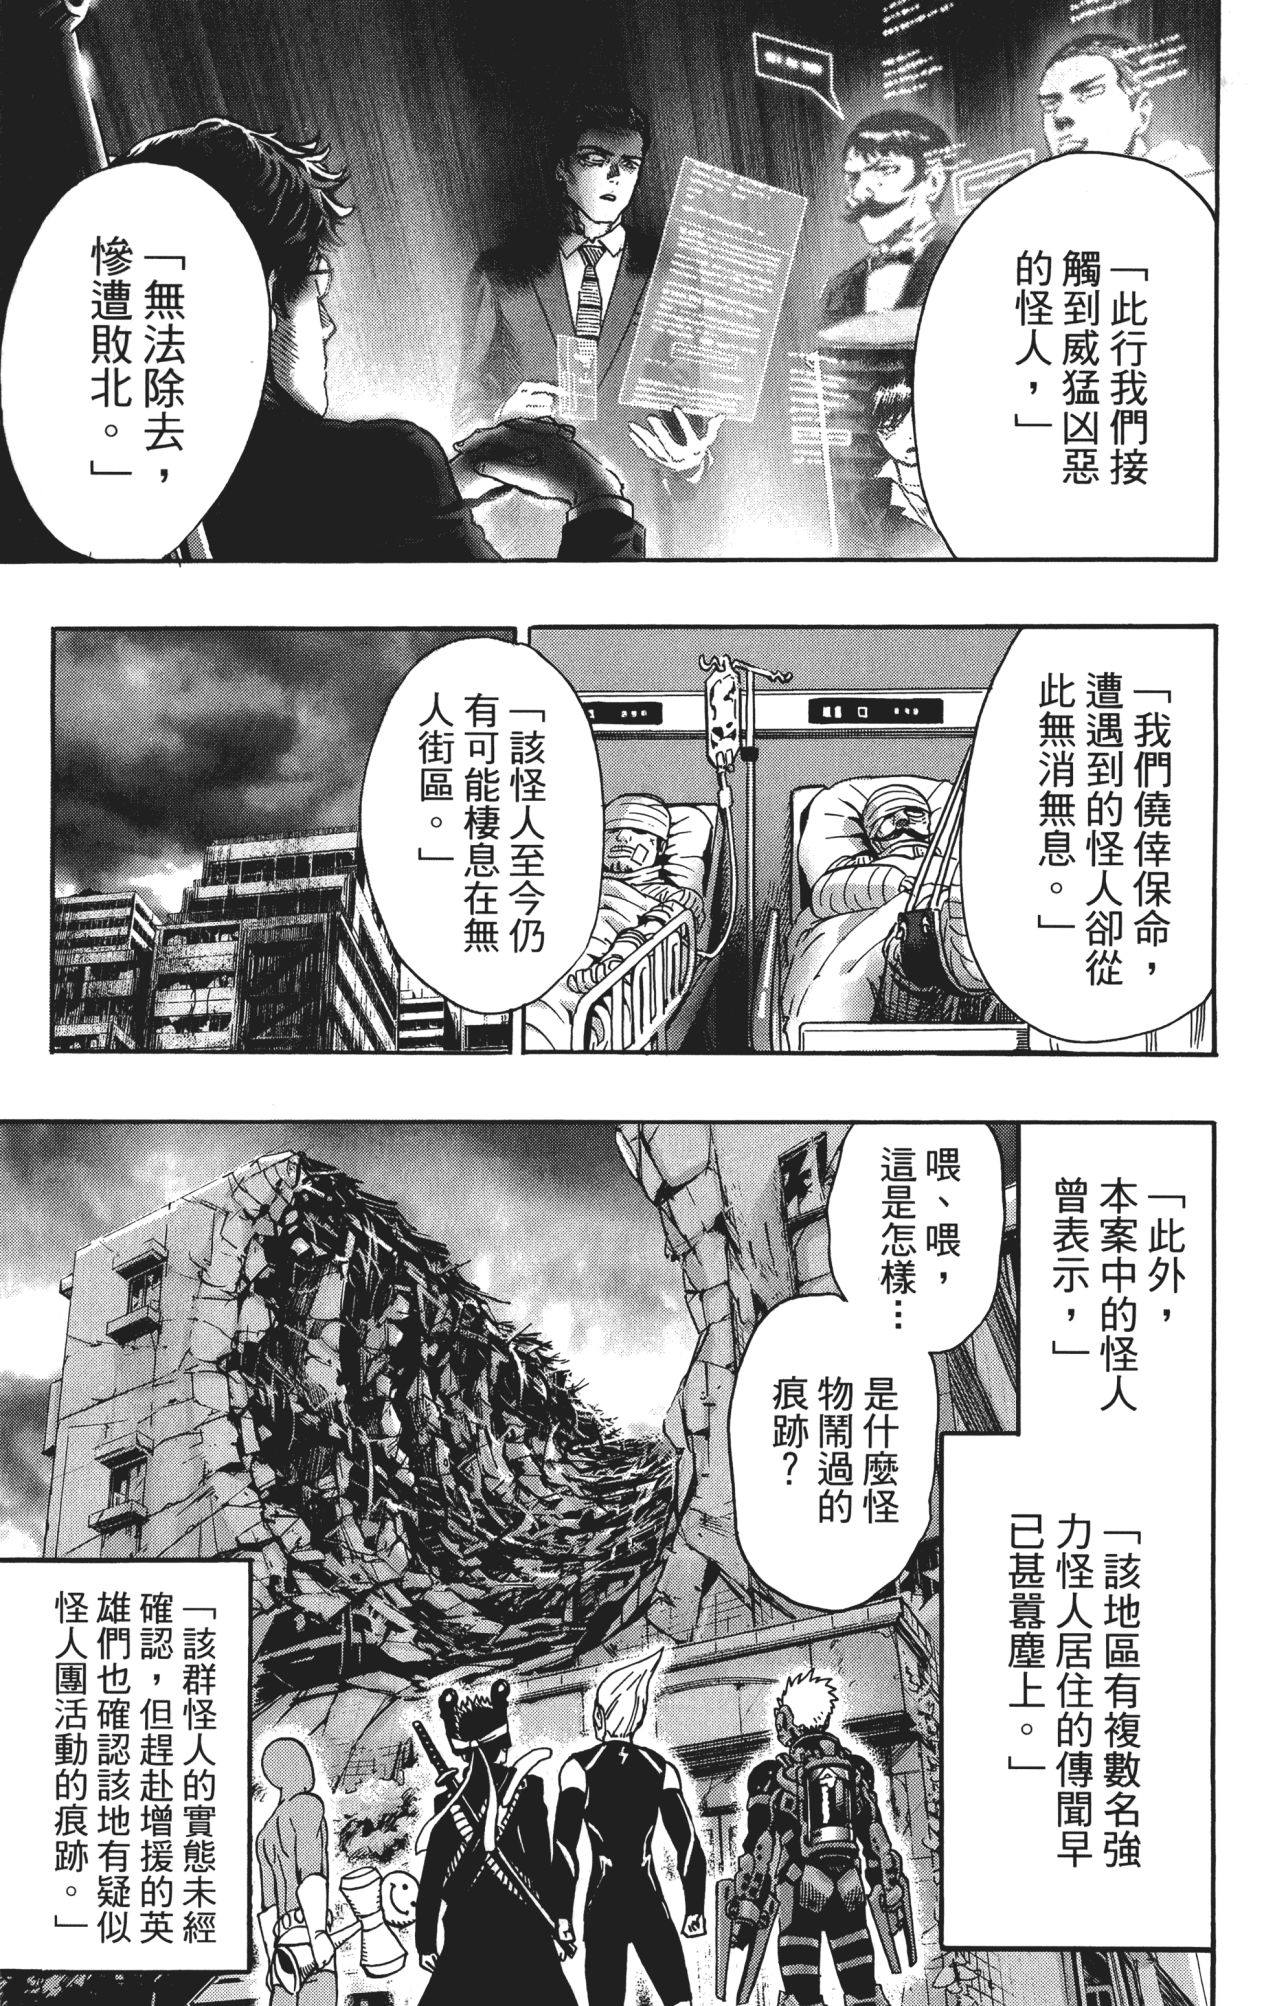 「此行我們接
觸到威猛凶惡
的怪人，」
「無法除去，
慘遭敗北。」
「我們僥倖保命，
遭遇到的怪人卻從
此無消無息。」
「該怪人至今仍
有可能棲息在無
人街區。」
「此外，
本案中的怪人
曾表示，」
「該地區有複數名強
力怪人居住的傳聞早
已甚囂塵上。」
喂、喂，
這是怎樣…
是什麼怪
物鬧過的
痕跡？
「該群怪人的實態未經
確認，但趕赴增援的英
雄們也確認該地有疑似
怪人團活動的痕跡。」